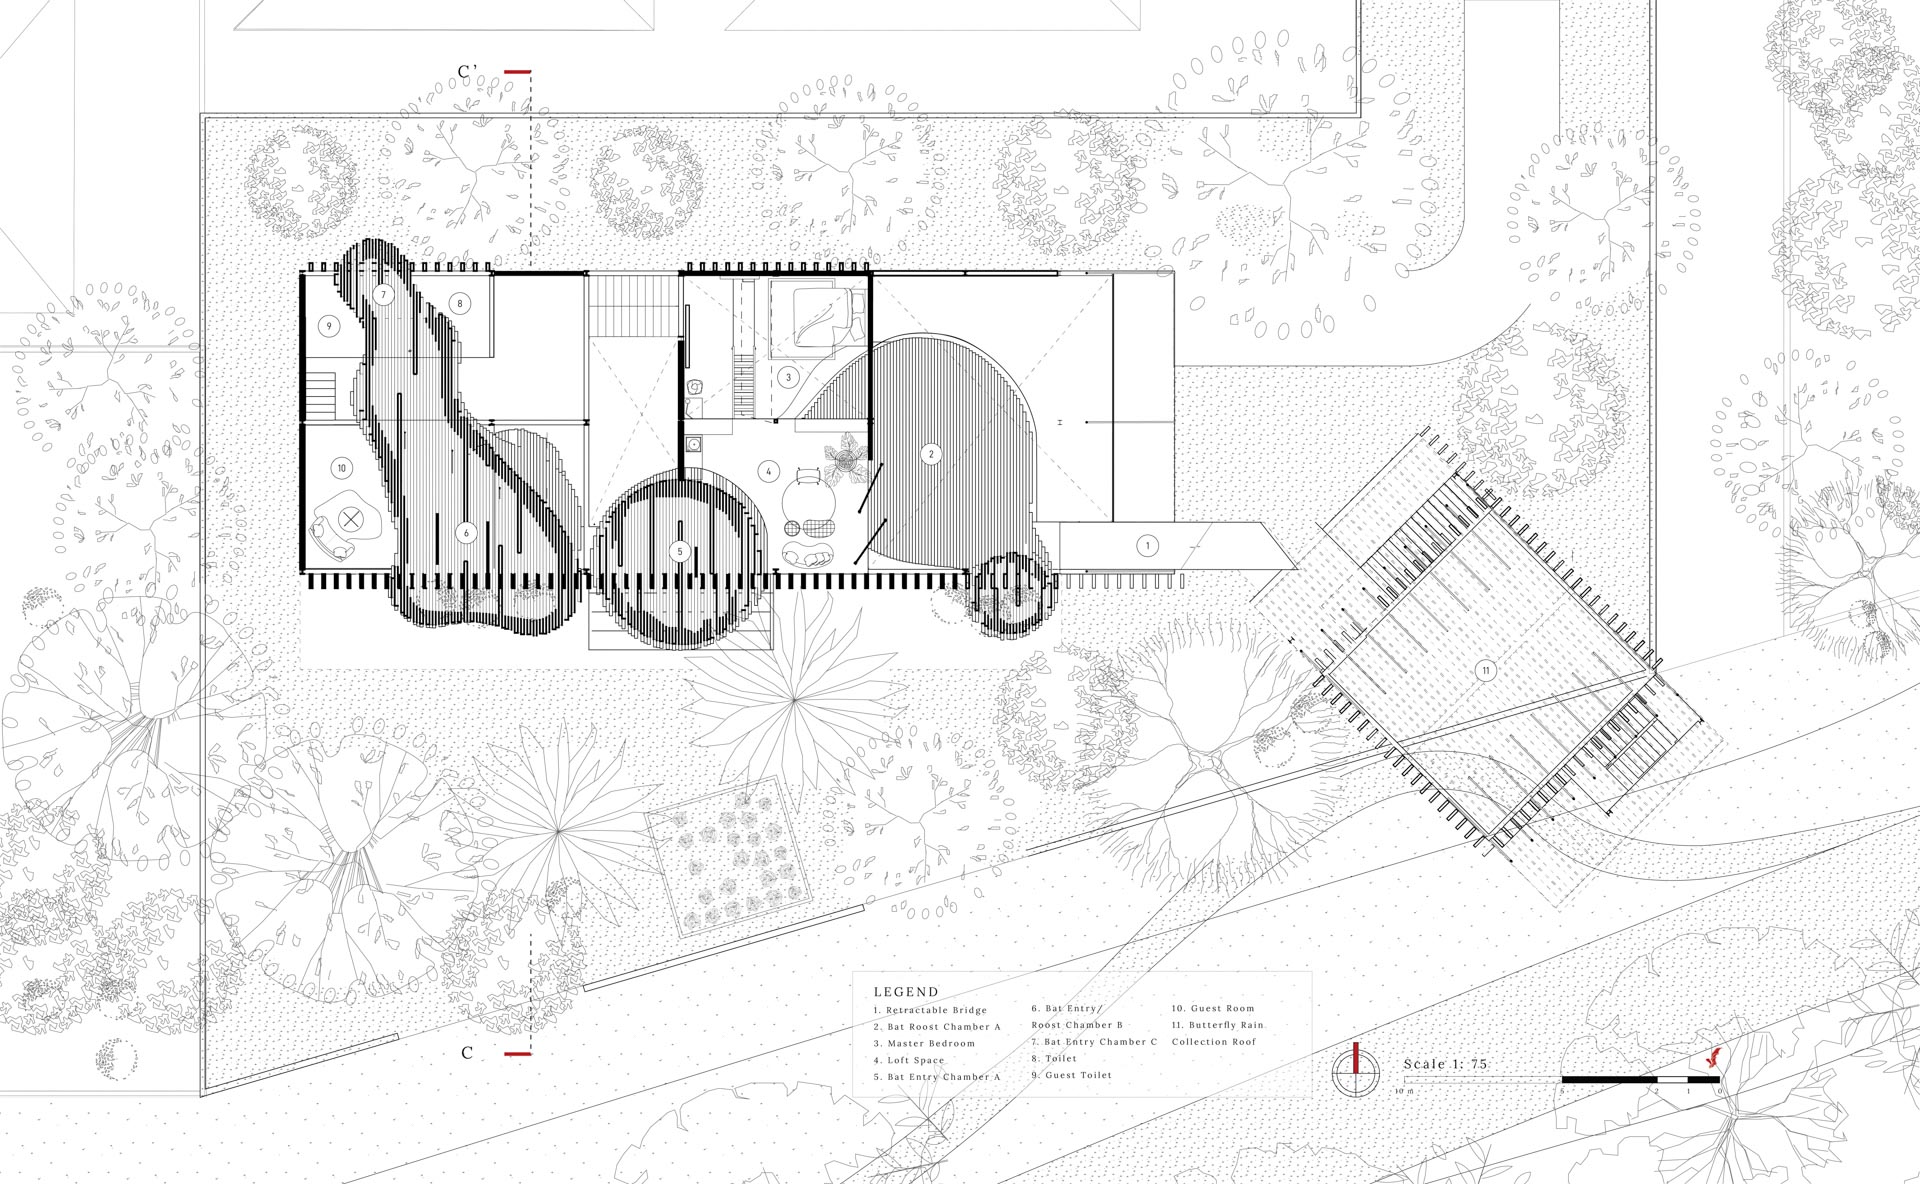 C'
7
8
9
3
10
4
2
6
5
1
11
C
LEGEND
1. Retractable Bridge
2. Bat Roost Chamber A
3. Master Bedroom
4. Loft Space
5. Bat Entry Chamber A
6. Bat Entry/
Roost Chamber B
7. Bat Entry Chamber C
8. Toilet
9. Guest Toilet
10. Guest Room
11. Butterfly Rain
Collection Roof
Scale 1: 75
10 m
5
2
1
0